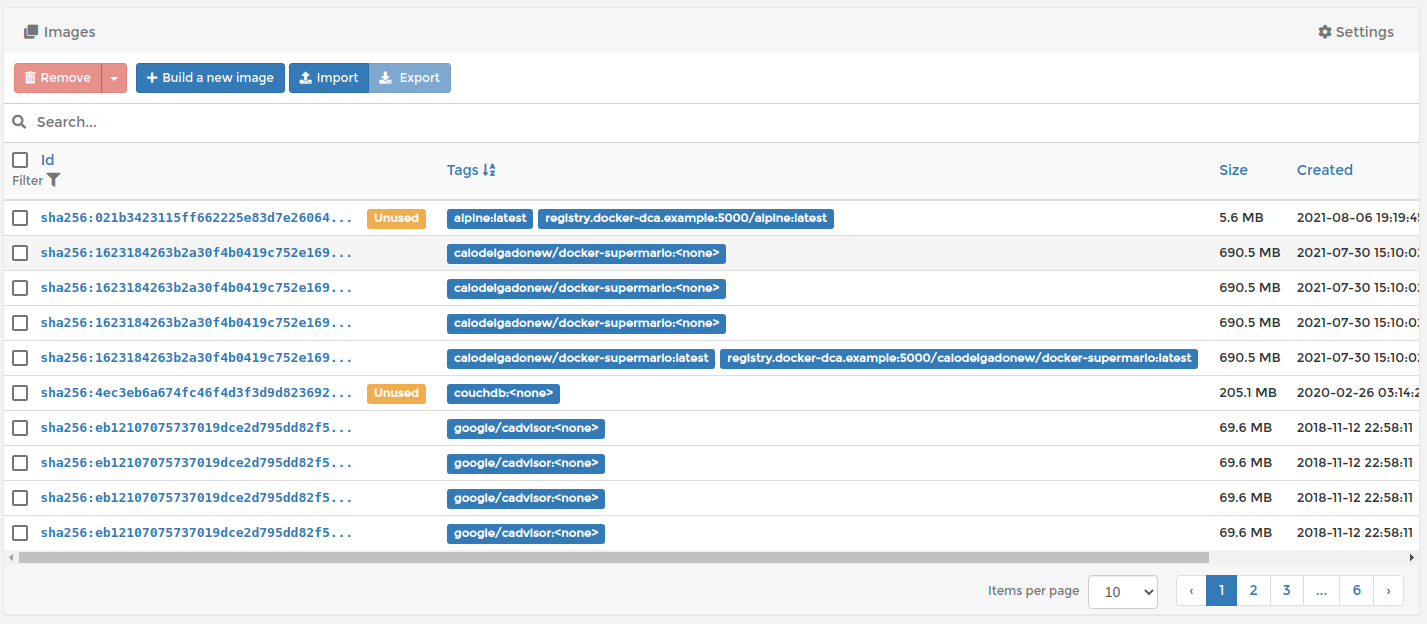 Images Settings
Remove Build a new image Import Export
Search...
Id
Filter
Tags Size Created
sha256:021b3423115ff662225e83d7e26064... Unused alpine:latest registry.docker-dca.example:5000/alpine:latest 5.6 MB 2021-08-06 19:19:45
sha256:1623184263b2a30f4b0419c752e169... calodelgadonew/docker-supermario:<none> 690.5 MB 2021-07-30 15:10:02
sha256:1623184263b2a30f4b0419c752e169... calodelgadonew/docker-supermario:<none> 690.5 MB 2021-07-30 15:10:02
sha256:1623184263b2a30f4b0419c752e169... calodelgadonew/docker-supermario:<none> 690.5 MB 2021-07-30 15:10:02
sha256:1623184263b2a30f4b0419c752e169... calodelgadonew/docker-supermario:latest registry.docker-dca.example:5000/calodelgadonew/docker-supermario:latest 690.5 MB 2021-07-30 15:10:02
sha256:4ec3eb6a674fc46f4d3f3d9d823692... Unused couchdb:<none> 205.1 MB 2020-02-26 03:14:2
sha256:eb12107075737019dce2d795dd82f5... google/cadvisor:<none> 69.6 MB 2018-11-12 22:58:11
sha256:eb12107075737019dce2d795dd82f5... google/cadvisor:<none> 69.6 MB 2018-11-12 22:58:11
sha256:eb12107075737019dce2d795dd82f5... google/cadvisor:<none> 69.6 MB 2018-11-12 22:58:11
sha256:eb12107075737019dce2d795dd82f5... google/cadvisor:<none> 69.6 MB 2018-11-12 22:58:11
Items per page 10 ‹ 1 2 3 ... 6 ›